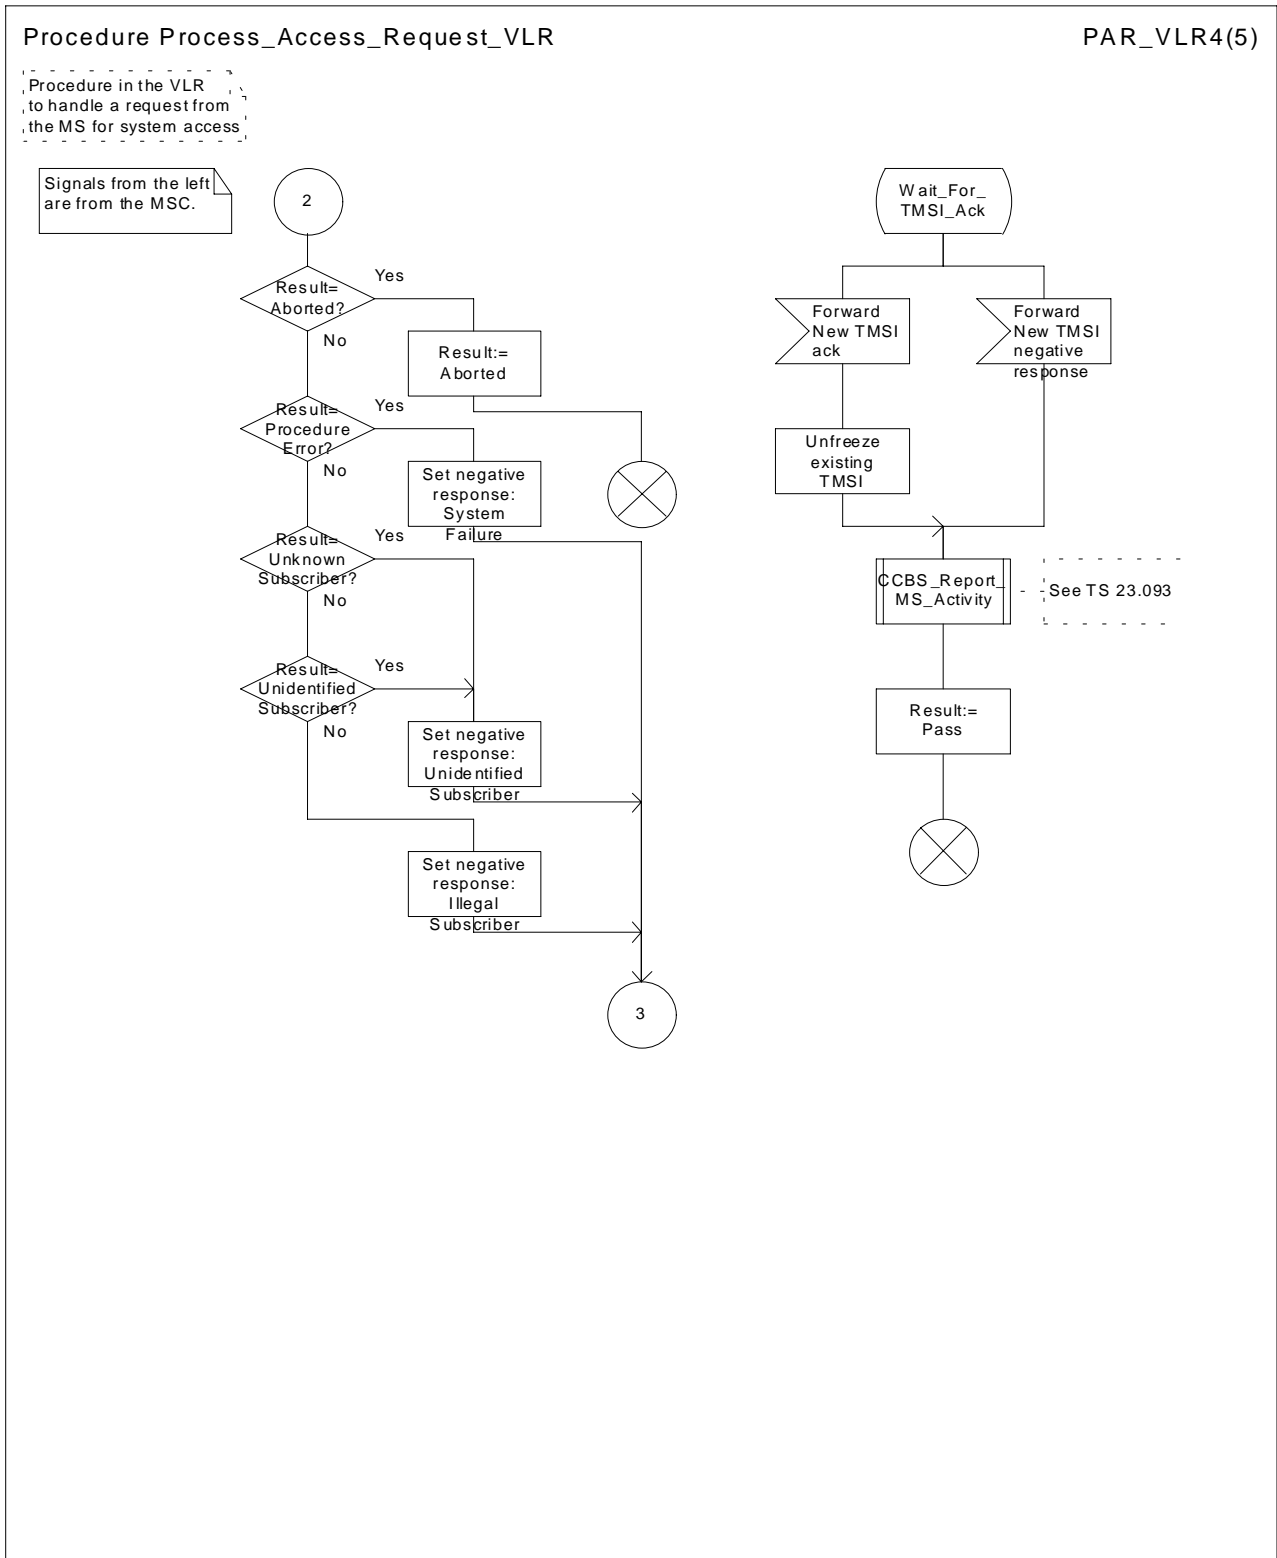 Procedure Process_Access_Request_VLR
PAR_VLR4(5)
Procedure in the VLR
to handle a request from
the MS for system access
Signals from the left
are from the MSC.
2
Result=
Aborted?
Yes
No
Result:=
Aborted
Result=
Procedure
Error?
Yes
No
Set negative
response:
System
Failure
Result=
Unknown
Subscriber?
Yes
No
Result=
Unidentified
Subscriber?
Yes
No
Set negative
response:
Unidentified
Subscriber
Set negative
response:
Illegal
Subscriber
3
Wait_For_
TMSI_Ack
Forward
New TMSI
ack
Forward
New TMSI
negative
response
Unfreeze
existing
TMSI
CCBS_Report_
MS_Activity
See TS 23.093
Result:=
Pass